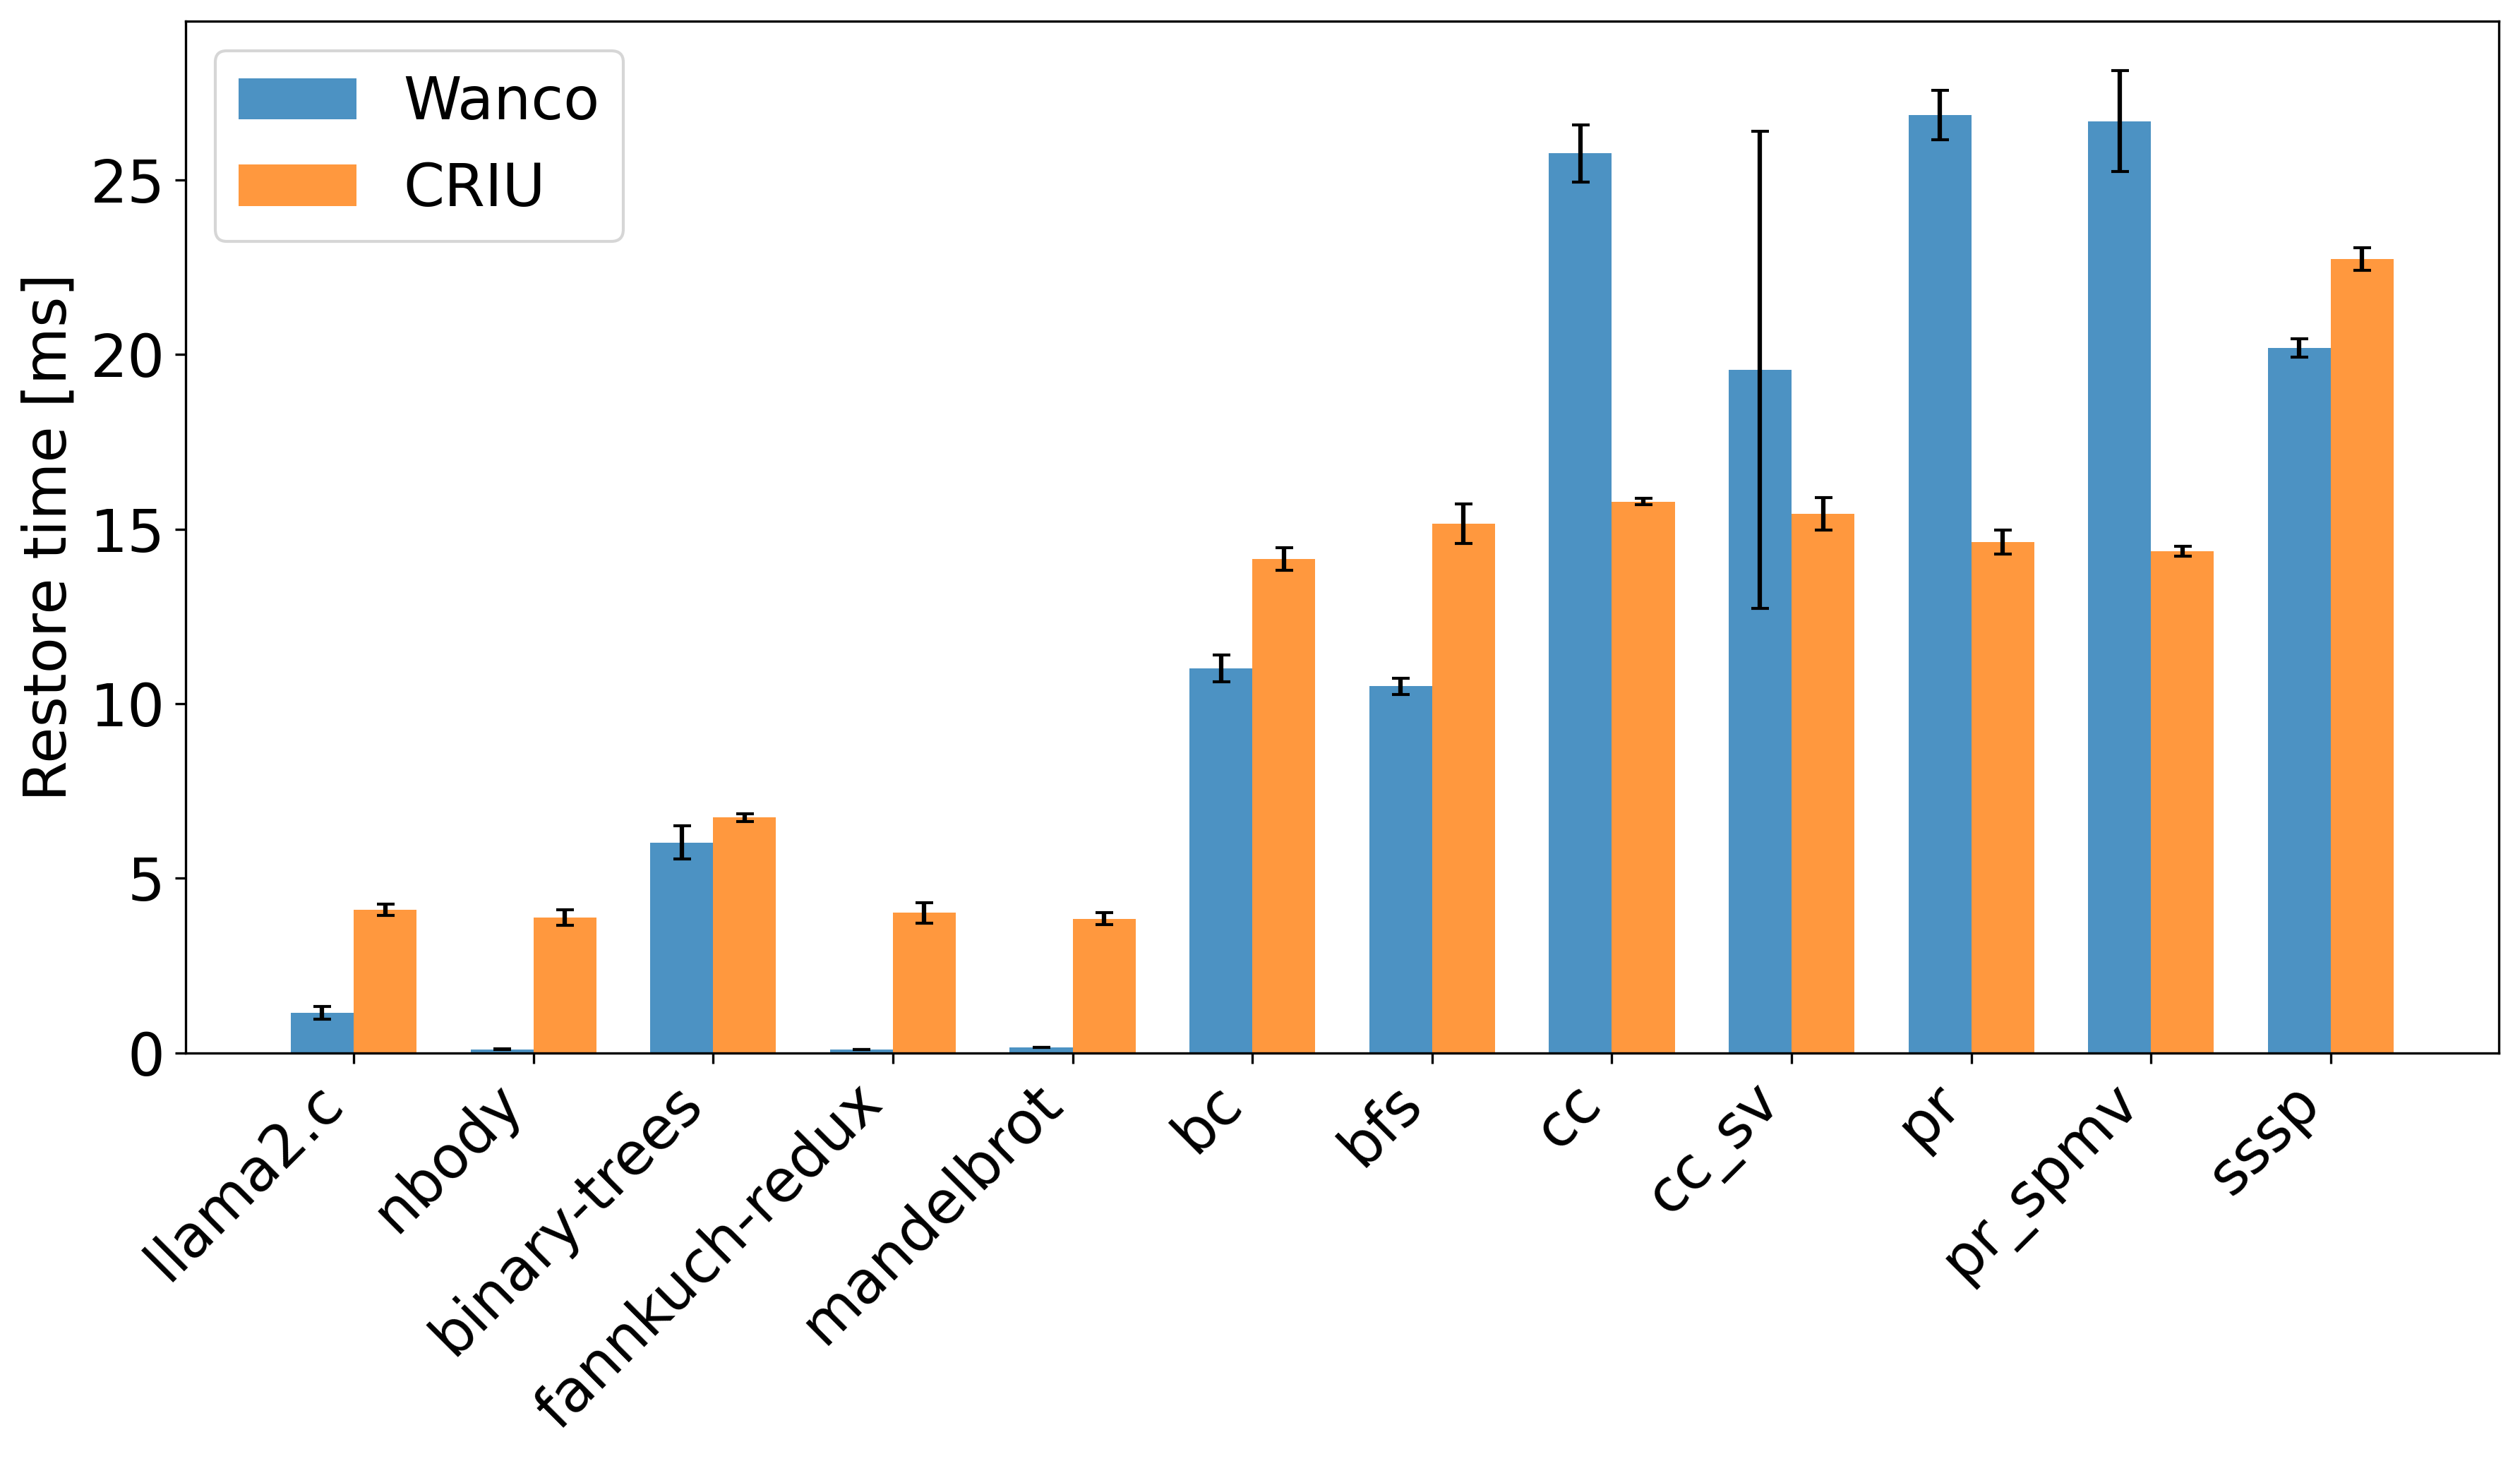 Wanco
CRIU
Restore time [ms]
25
20
15
10
5
0
llama2.c
nbody
binary-trees
fannkuch-redux
mandelbrot
bc
bfs
cc
cc_sv
pr
pr_spmv
sssp